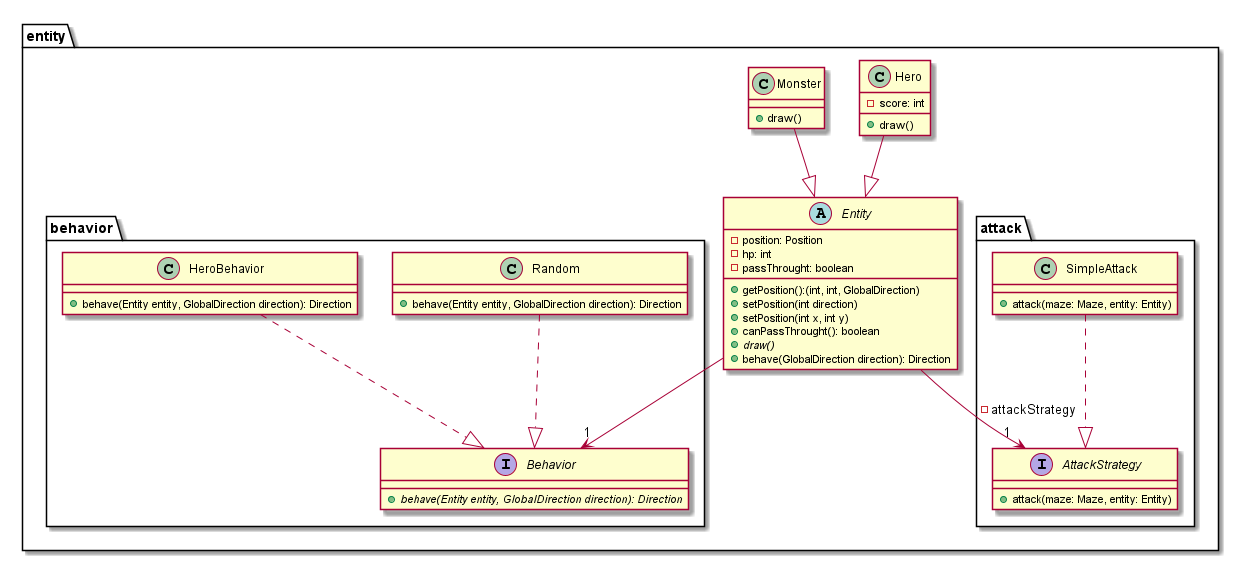 entity
C Monster
draw()
C Hero
score: int
draw()
behavior
C HeroBehavior
behave(Entity entity, GlobalDirection direction): Direction
C Random
behave(Entity entity, GlobalDirection direction): Direction
A Entity
position: Position
hp: int
passThrought: boolean
getPosition():(int, int, GlobalDirection)
setPosition(int direction)
setPosition(int x, int y)
canPassThrought(): boolean
draw()
behave(GlobalDirection direction): Direction
attack
C SimpleAttack
attack(maze: Maze, entity: Entity)
attackStrategy
1
1
I Behavior
behave(Entity entity, GlobalDirection direction): Direction
I AttackStrategy
attack(maze: Maze, entity: Entity)